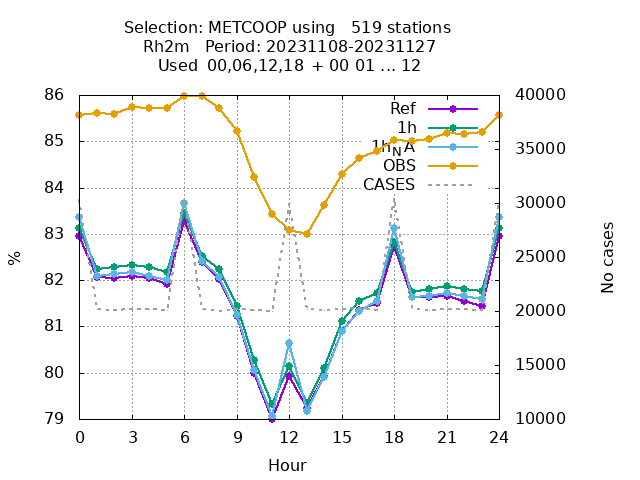 Selection: METCOOP using 519 stations
Rh2m Period: 20231108-20231127
Used 00,06,12,18 + 00 01 ... 12
86
85
84
83
82
81
80
79
%
40000
35000
30000
25000
20000
15000
10000
No cases
Ref
1h
1hNA
OBS
CASES
0 3 6 9 12 15 18 21 24
Hour